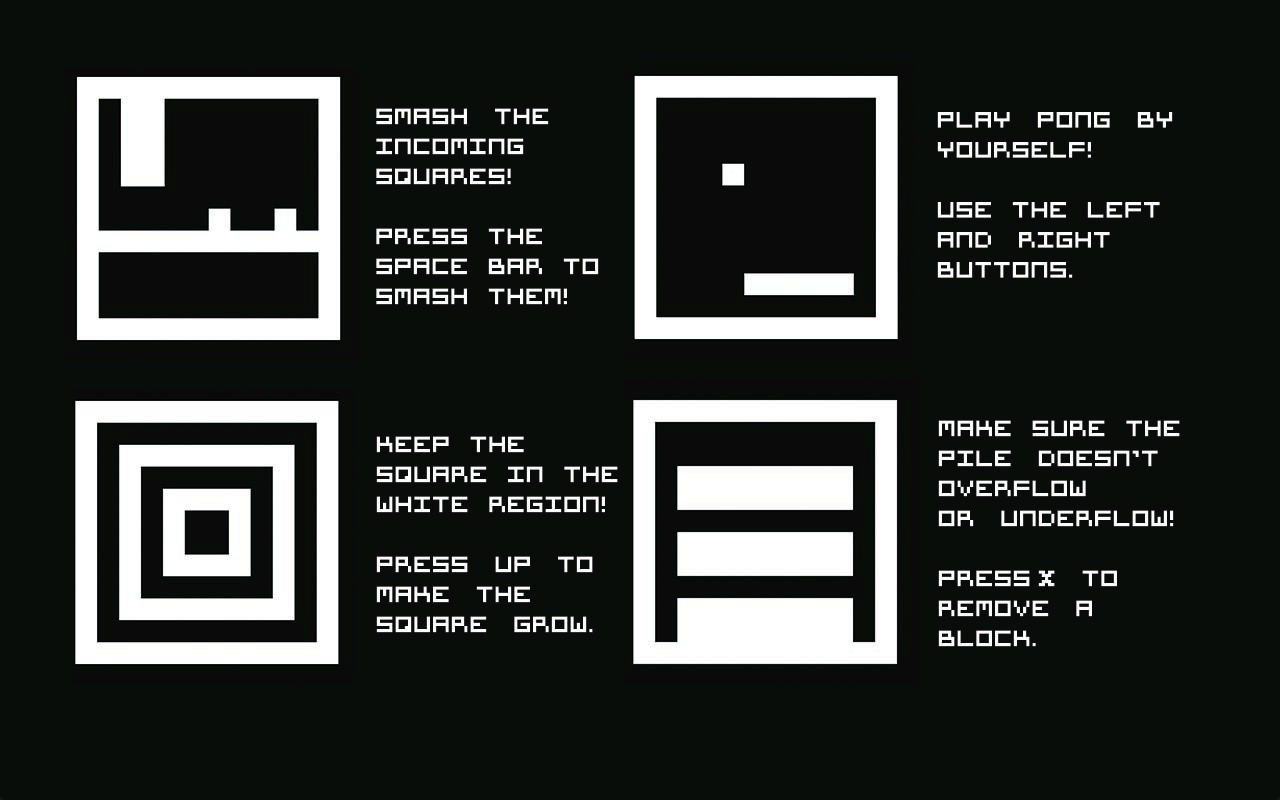 SMASH THE
INCOMING
SQUARES!
PRESS THE
SPACE BAR TO
SMASH THEM!
PLAY PONG BY
YOURSELF!
USE THE LEFT
AND RIGHT
BUTTONS.
KEEP THE
SQUARE IN THE
WHITE REGION!
PRESS UP TO
MAKE THE
SQUARE GROW.
MAKE SURE THE
PILE DOESN'T
OVERFLOW
OR UNDERFLOW!
PRESS X TO
REMOVE A
BLOCK.